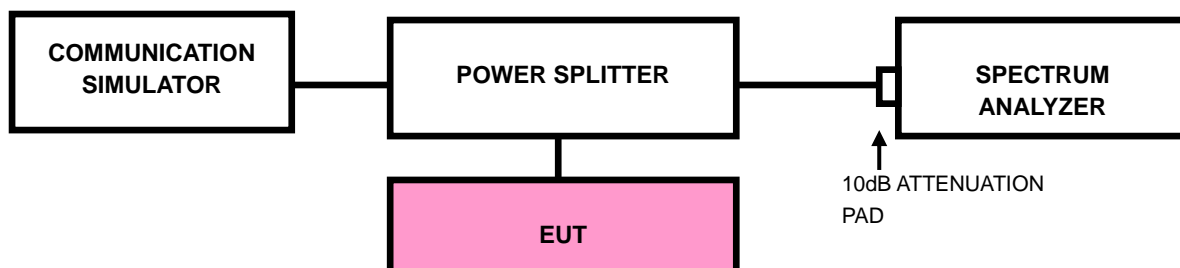 COMMUNICATION
SIMULATOR
POWER SPLITTER
SPECTRUM
ANALYZER
10dB ATTENUATION
PAD
EUT